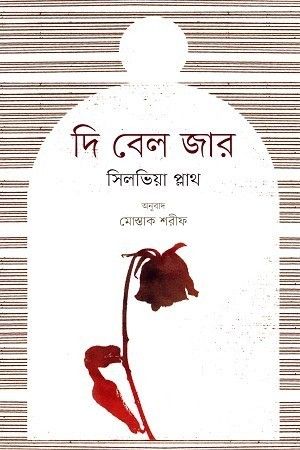 দি বেল জার
সিলভিয়া প্লাথ
অনুবাদ
মোস্তাক শরীফ